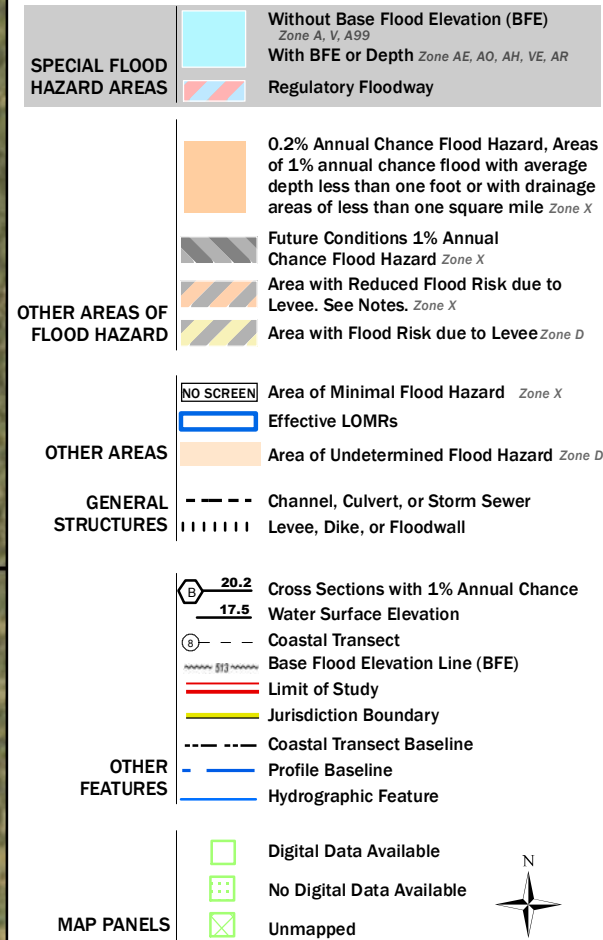 SPECIAL FLOOD
HAZARD AREAS
Without Base Flood Elevation (BFE)
Zone A, V, A99
With BFE or Depth Zone AE, AO, AH, VE, AR
Regulatory Floodway
OTHER AREAS OF
FLOOD HAZARD
0.2% Annual Chance Flood Hazard, Areas
of 1% annual chance flood with average
depth less than one foot or with drainage
areas of less than one square mile Zone X
Future Conditions 1% Annual
Chance Flood Hazard Zone X
Area with Reduced Flood Risk due to
Levee. See Notes. Zone X
Area with Flood Risk due to Levee Zone D
OTHER AREAS
NO SCREEN Area of Minimal Flood Hazard Zone X
Effective LOMRs
Area of Undetermined Flood Hazard Zone D
GENERAL
STRUCTURES
Channel, Culvert, or Storm Sewer
Levee, Dike, or Floodwall
OTHER
FEATURES
B 20.2 Cross Sections with 1% Annual Chance
17.5 Water Surface Elevation
8 Coastal Transect
513 Base Flood Elevation Line (BFE)
Limit of Study
Jurisdiction Boundary
Coastal Transect Baseline
Profile Baseline
Hydrographic Feature
MAP PANELS
Digital Data Available
No Digital Data Available
Unmapped
N